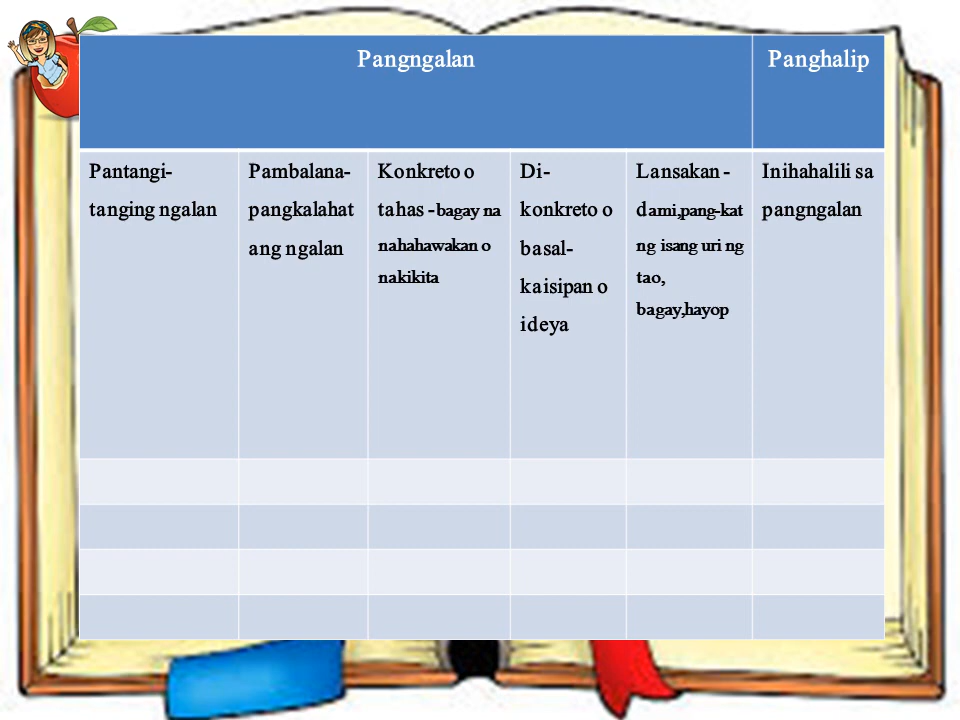 Pangngalan
Panghalip
Pantangi-
tanging ngalan
Pambalana-
pangkalahat
ang ngalan
Konkreto o
tahas -bagay na
nahahawakan o
nakikita
Di-
konkreto o
basal-
kaisipan o
ideya
Lansakan -
dami,pang-kat
ng isang uri ng
tao,
bagay,hayop
Inihahalili sa
pangngalan